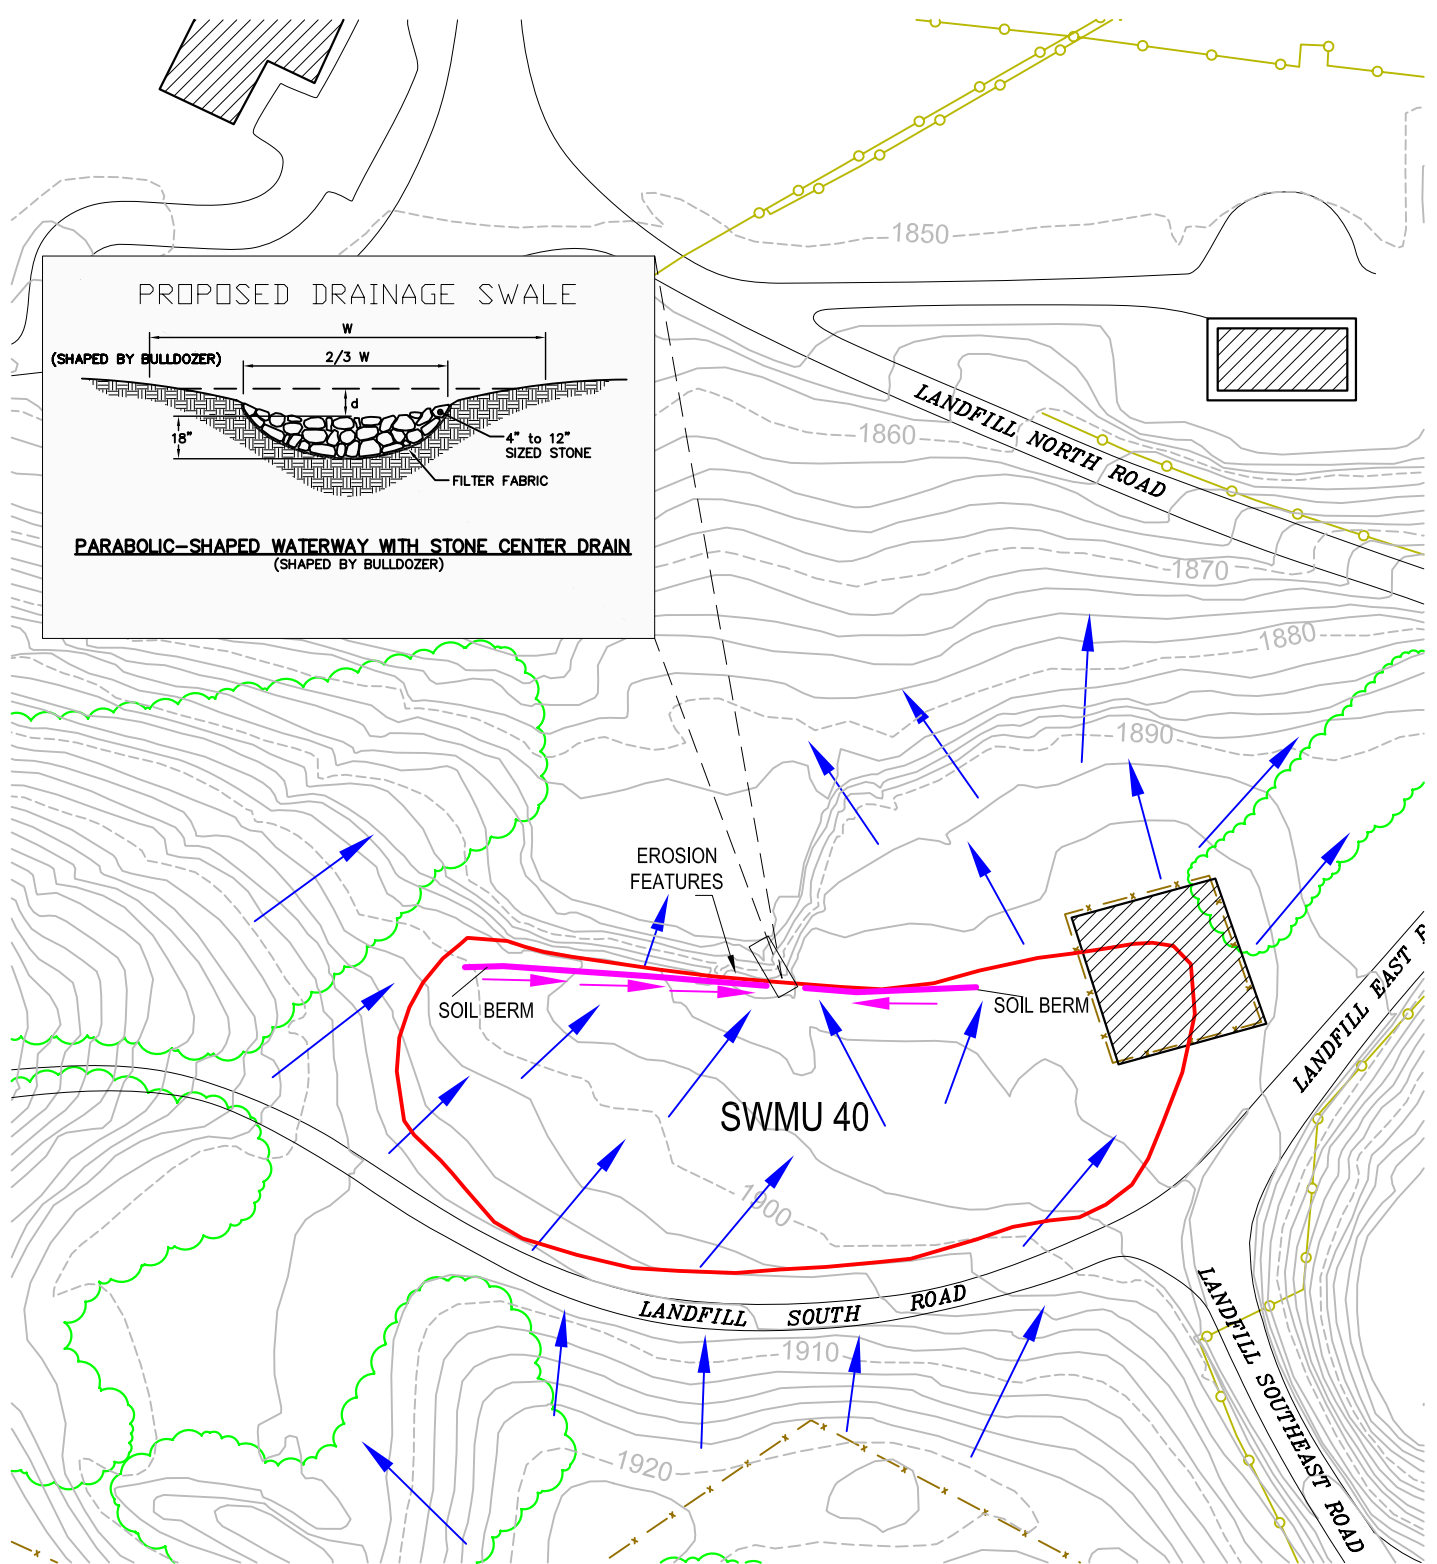 1850
PROPOSED DRAINAGE SWALE
W
(SHAPED BY BULLDOZER)
2/3 W
d
18"
4" to 12"
SIZED STONE
FILTER FABRIC
PARABOLIC-SHAPED WATERWAY WITH STONE CENTER DRAIN
(SHAPED BY BULLDOZER)
LANDFILL NORTH ROAD
1860
1870
1880
1890
EROSION
FEATURES
SOIL BERM
SOIL BERM
LANDFILL EAST
SWMU 40
1900
LANDFILL SOUTH ROAD
LANDFILL SOUTHEAST ROAD
1910
1920